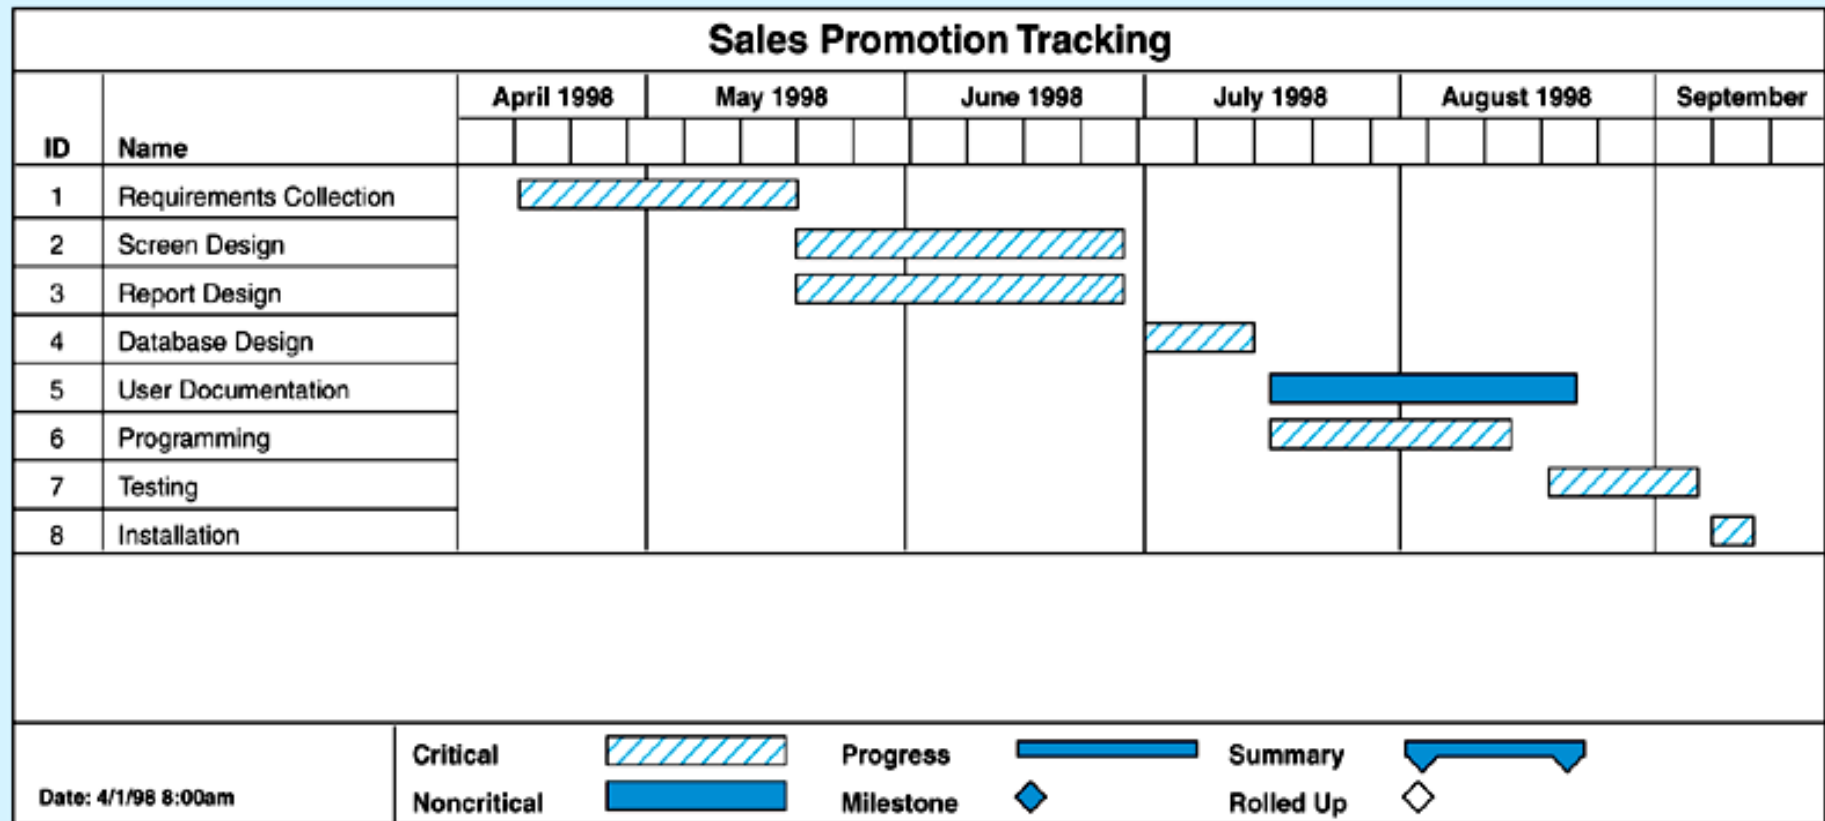 Sales Promotion Tracking
April 1998 May 1998 June 1998 July 1998 August 1998 September
ID Name
1 Requirements Collection
2 Screen Design
3 Report Design
4 Database Design
5 User Documentation
6 Programming
7 Testing
8 Installation
Critical Progress Summary
Date: 4/1/98 8:00am Noncritical Milestone Rolled Up